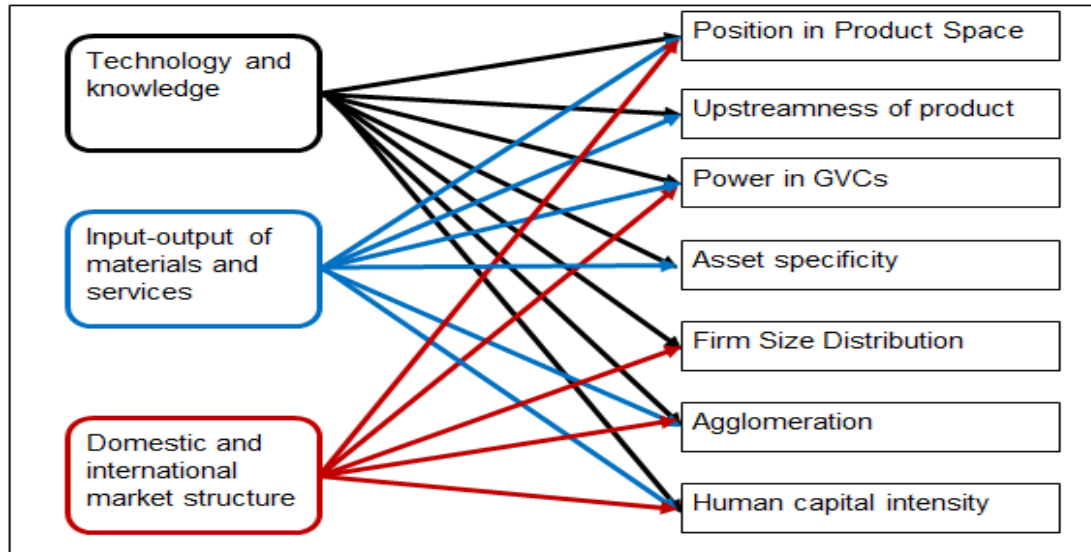 Technology and
knowledge
Input-output of
materials and
services
Domestic and
international
market structure
Position in Product Space
Upstreamness of product
Power in GVCs
Asset specificity
Firm Size Distribution
Agglomeration
Human capital intensity